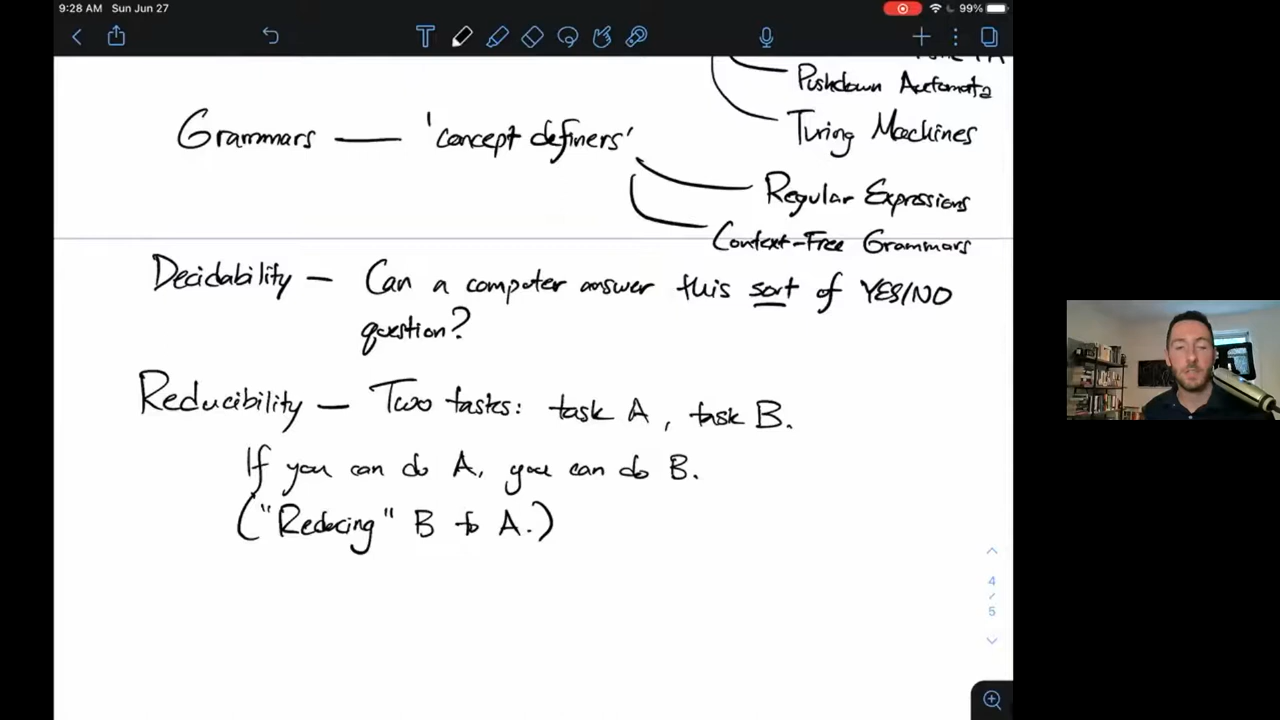 9:28 AM Sun Jun 27
99%
Pushdown Automata
Turing Machines
Grammars — 'concept definers'
Regular Expressions
Context-Free Grammars
Decidability — Can a computer answer this sort of YES/NO
question?
Reducibility — Two tasks: task A, task B.
If you can do A, you can do B.
("Reducing" B to A.)
4
/
5